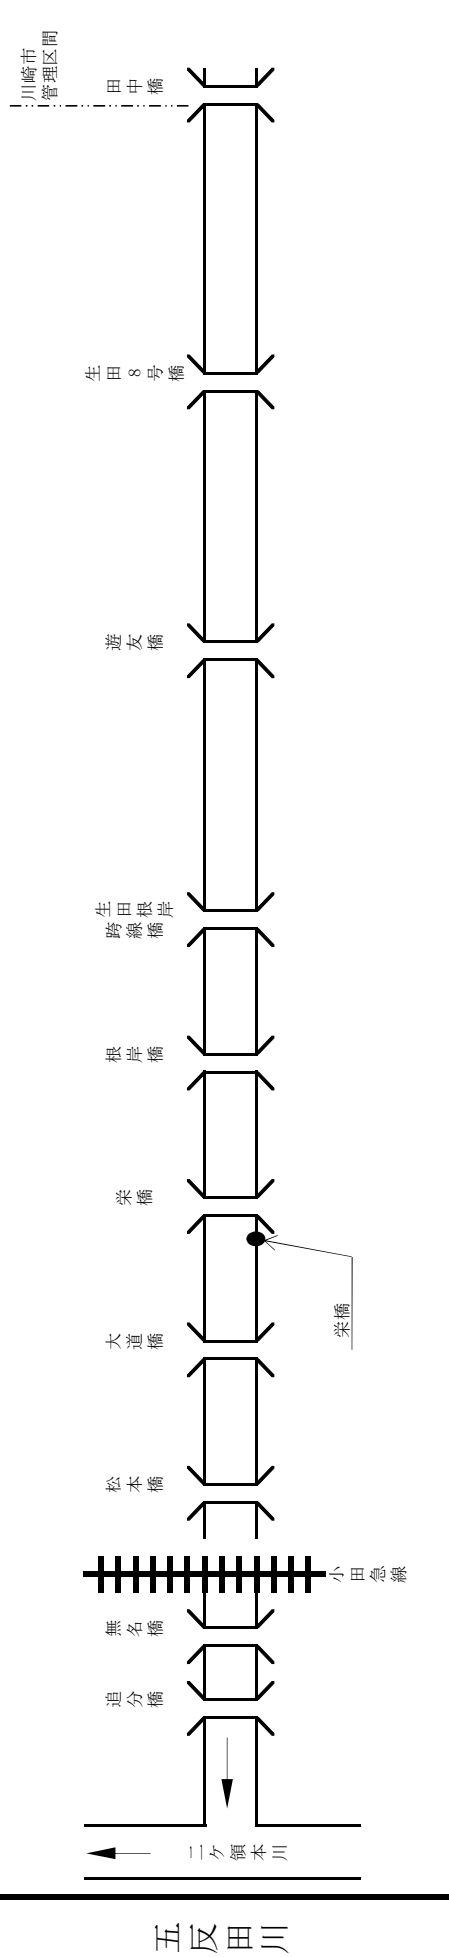 川崎市
管理区間
田中橋
生田８号橋
遊友橋
生田根岸
跨線橋
根岸橋
栄橋
栄橋
大道橋
松本橋
小田急線
無名橋
追分橋
二ケ領本川
五反田川